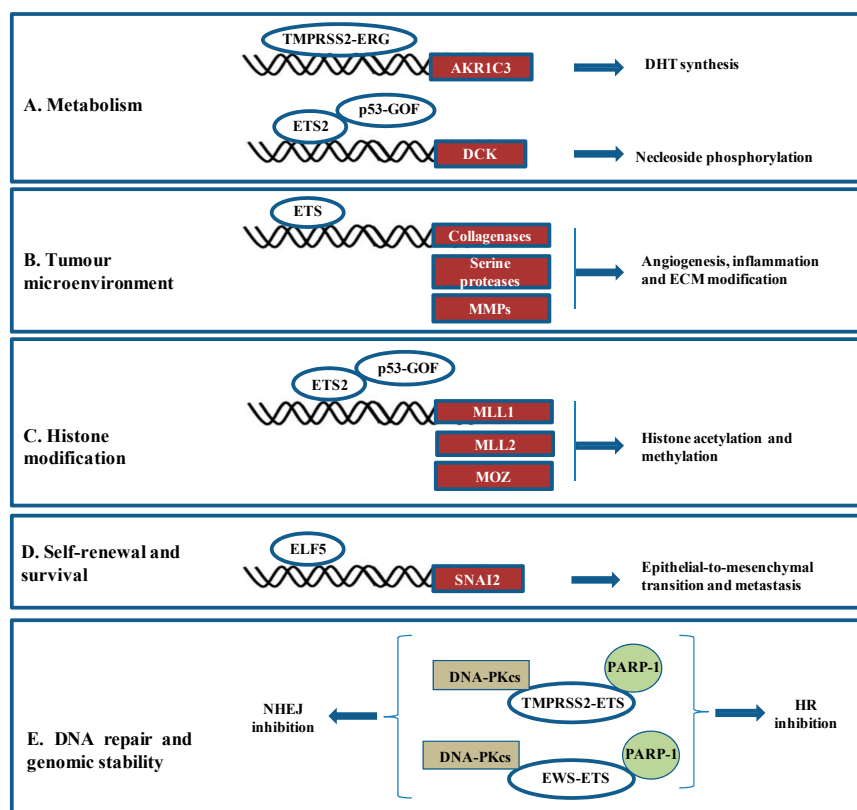 A. Metabolism
TMPRSS2-ERG
AKR1C3
DHT synthesis
p53-GOF
ETS2
DCK
Necleoside phosphorylation
B. Tumour
microenvironment
ETS
Collagenases
Serine
proteases
MMPs
Angiogenesis, inflammation
and ECM modification
C. Histone
modification
p53-GOF
ETS2
MLL1
MLL2
MOZ
Histone acetylation and
methylation
D. Self-renewal and
survival
ELF5
SNAI2
Epithelial-to-mesenchymal
transition and metastasis
E. DNA repair and
genomic stability
NHEJ
inhibition
DNA-PKcs
PARP-1
TMPRSS2-ETS
DNA-PKcs
PARP-1
EWS-ETS
HR
inhibition